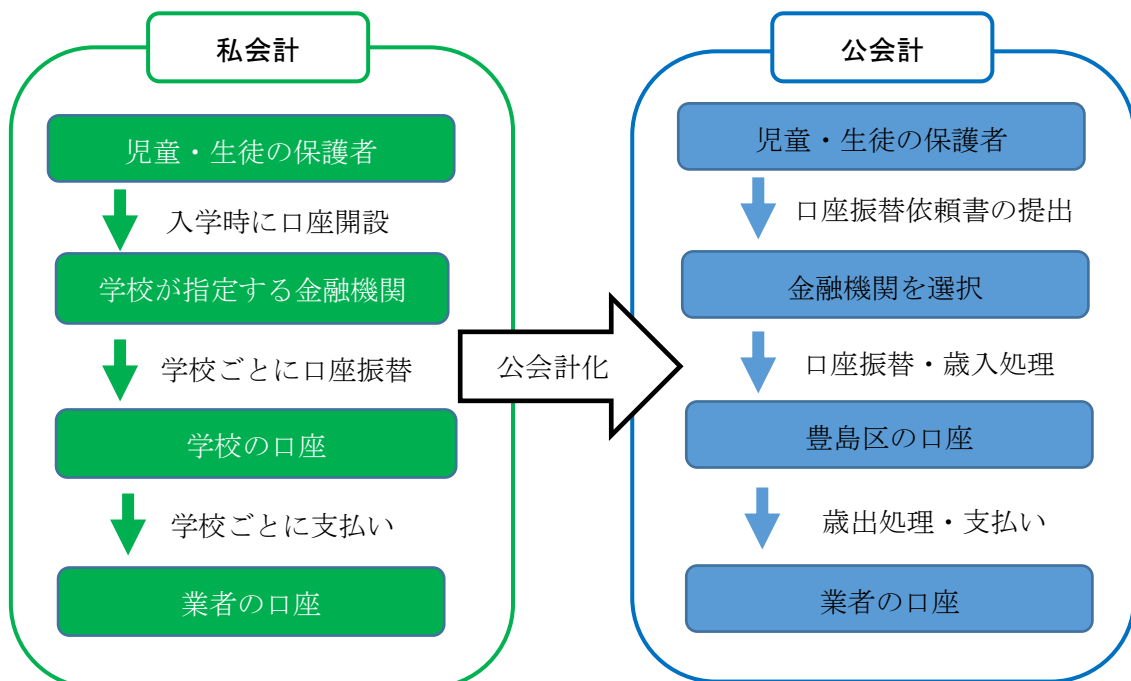 私会計
児童・生徒の保護者
入学時に口座開設
学校が指定する金融機関
学校ごとに口座振替
学校の口座
学校ごとに支払い
業者の口座
公会計化
公会計
児童・生徒の保護者
口座振替依頼書の提出
金融機関を選択
口座振替・歳入処理
豊島区の口座
歳出処理・支払い
業者の口座